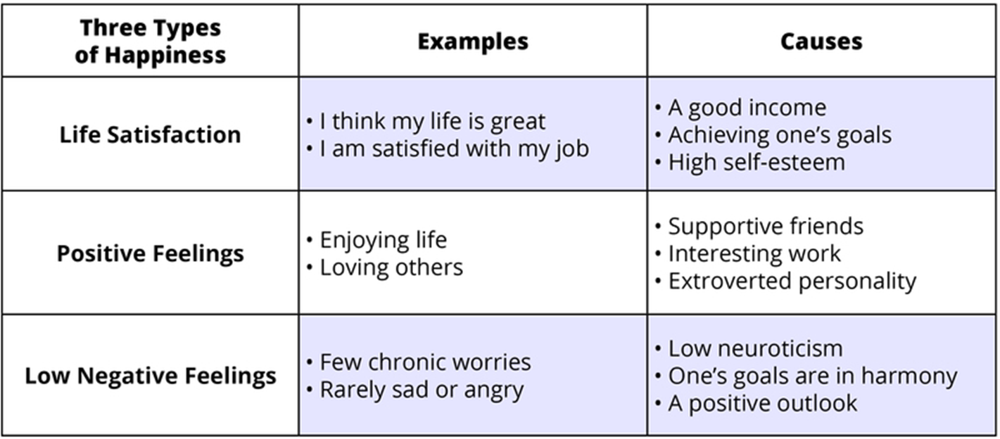 Three Types
of Happiness
Examples
Causes
Life Satisfaction
• I think my life is great
• I am satisfied with my job
• A good income
• Achieving one’s goals
• High self-esteem
Positive Feelings
• Enjoying life
• Loving others
• Supportive friends
• Interesting work
• Extroverted personality
Low Negative Feelings
• Few chronic worries
• Rarely sad or angry
• Low neuroticism
• One’s goals are in harmony
• A positive outlook